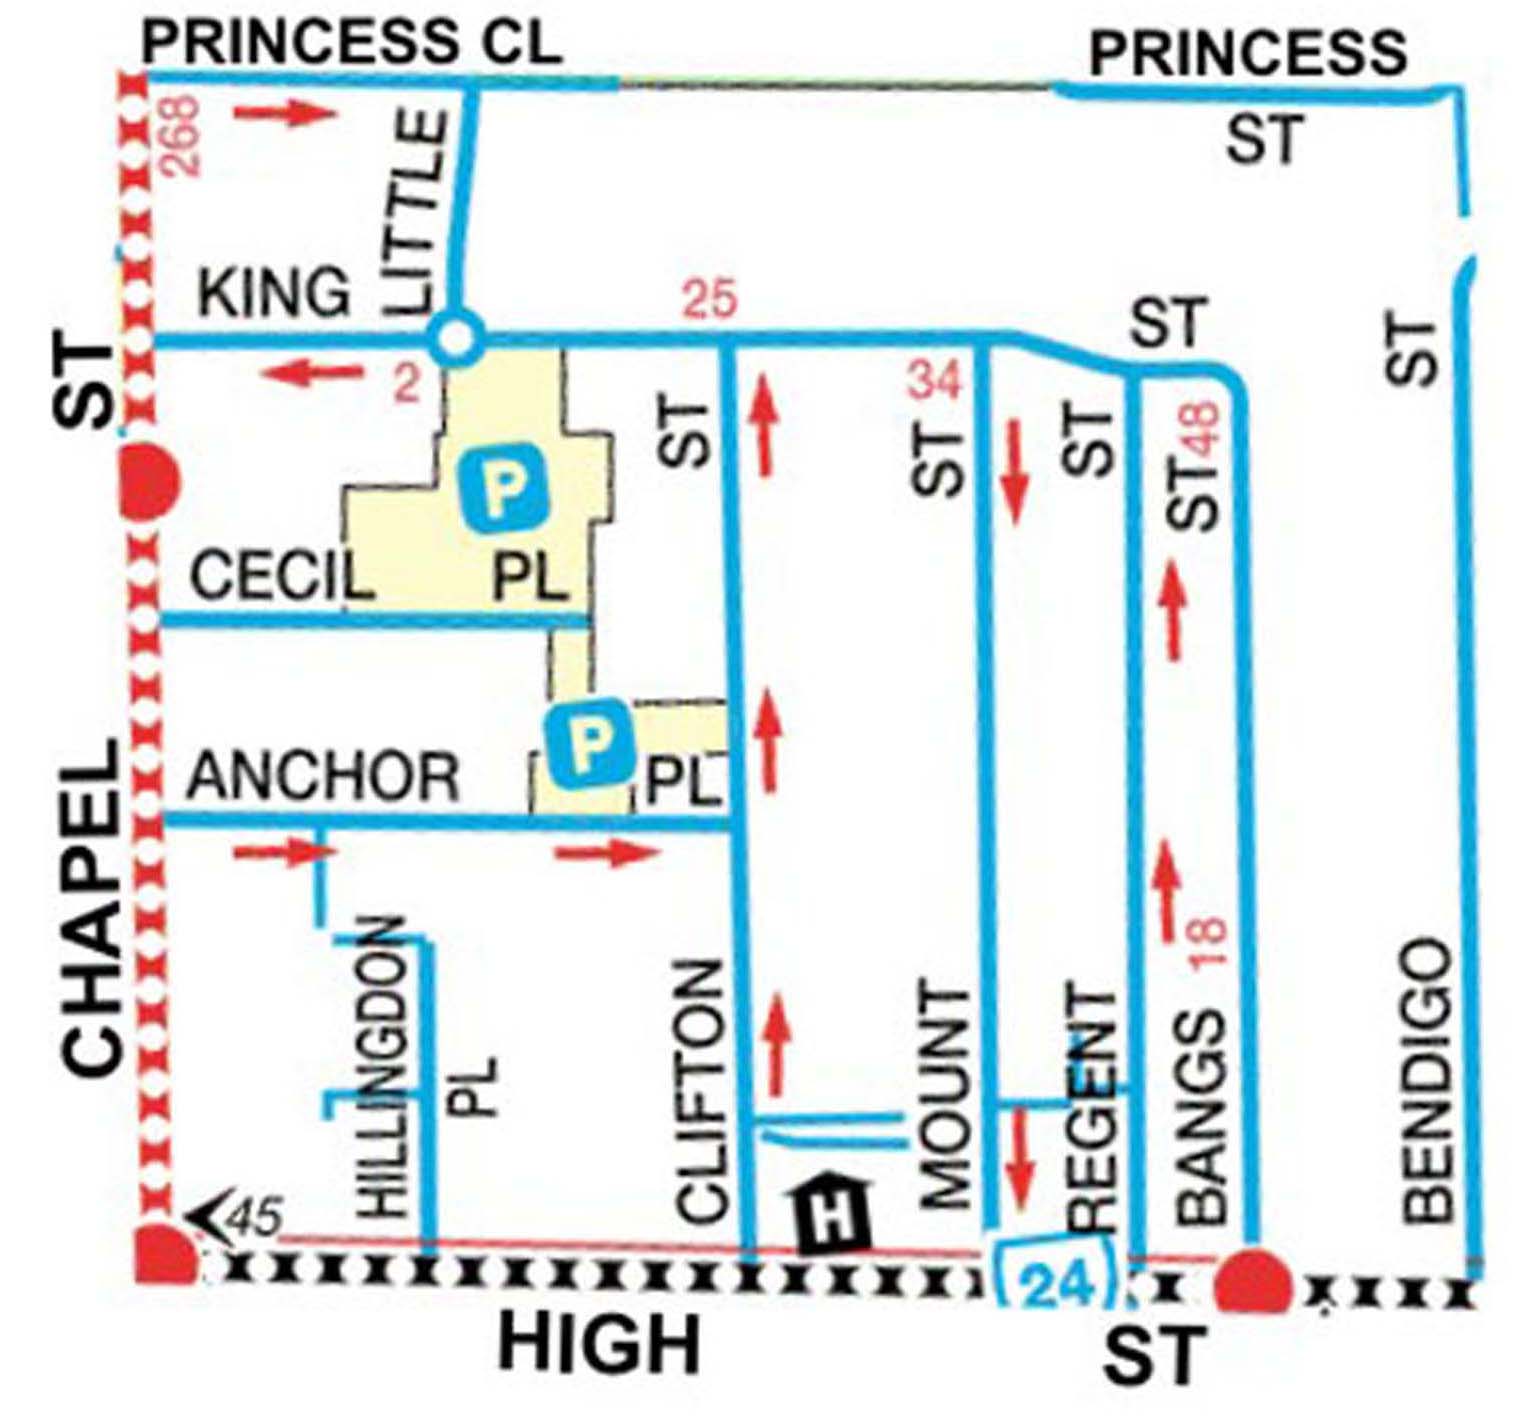 PRINCESS CL
PRINCESS
ST
268
LITTLE
KING
25
ST
ST
2
34
ST
ST
ST
ST
48
ST
P
CECIL PL
P
ANCHOR PL
CHAPEL
18
HILLINGDON
PL
CLIFTON
MOUNT
REGENT
BANGS
BENDIGO
45
H
24
HIGH
ST